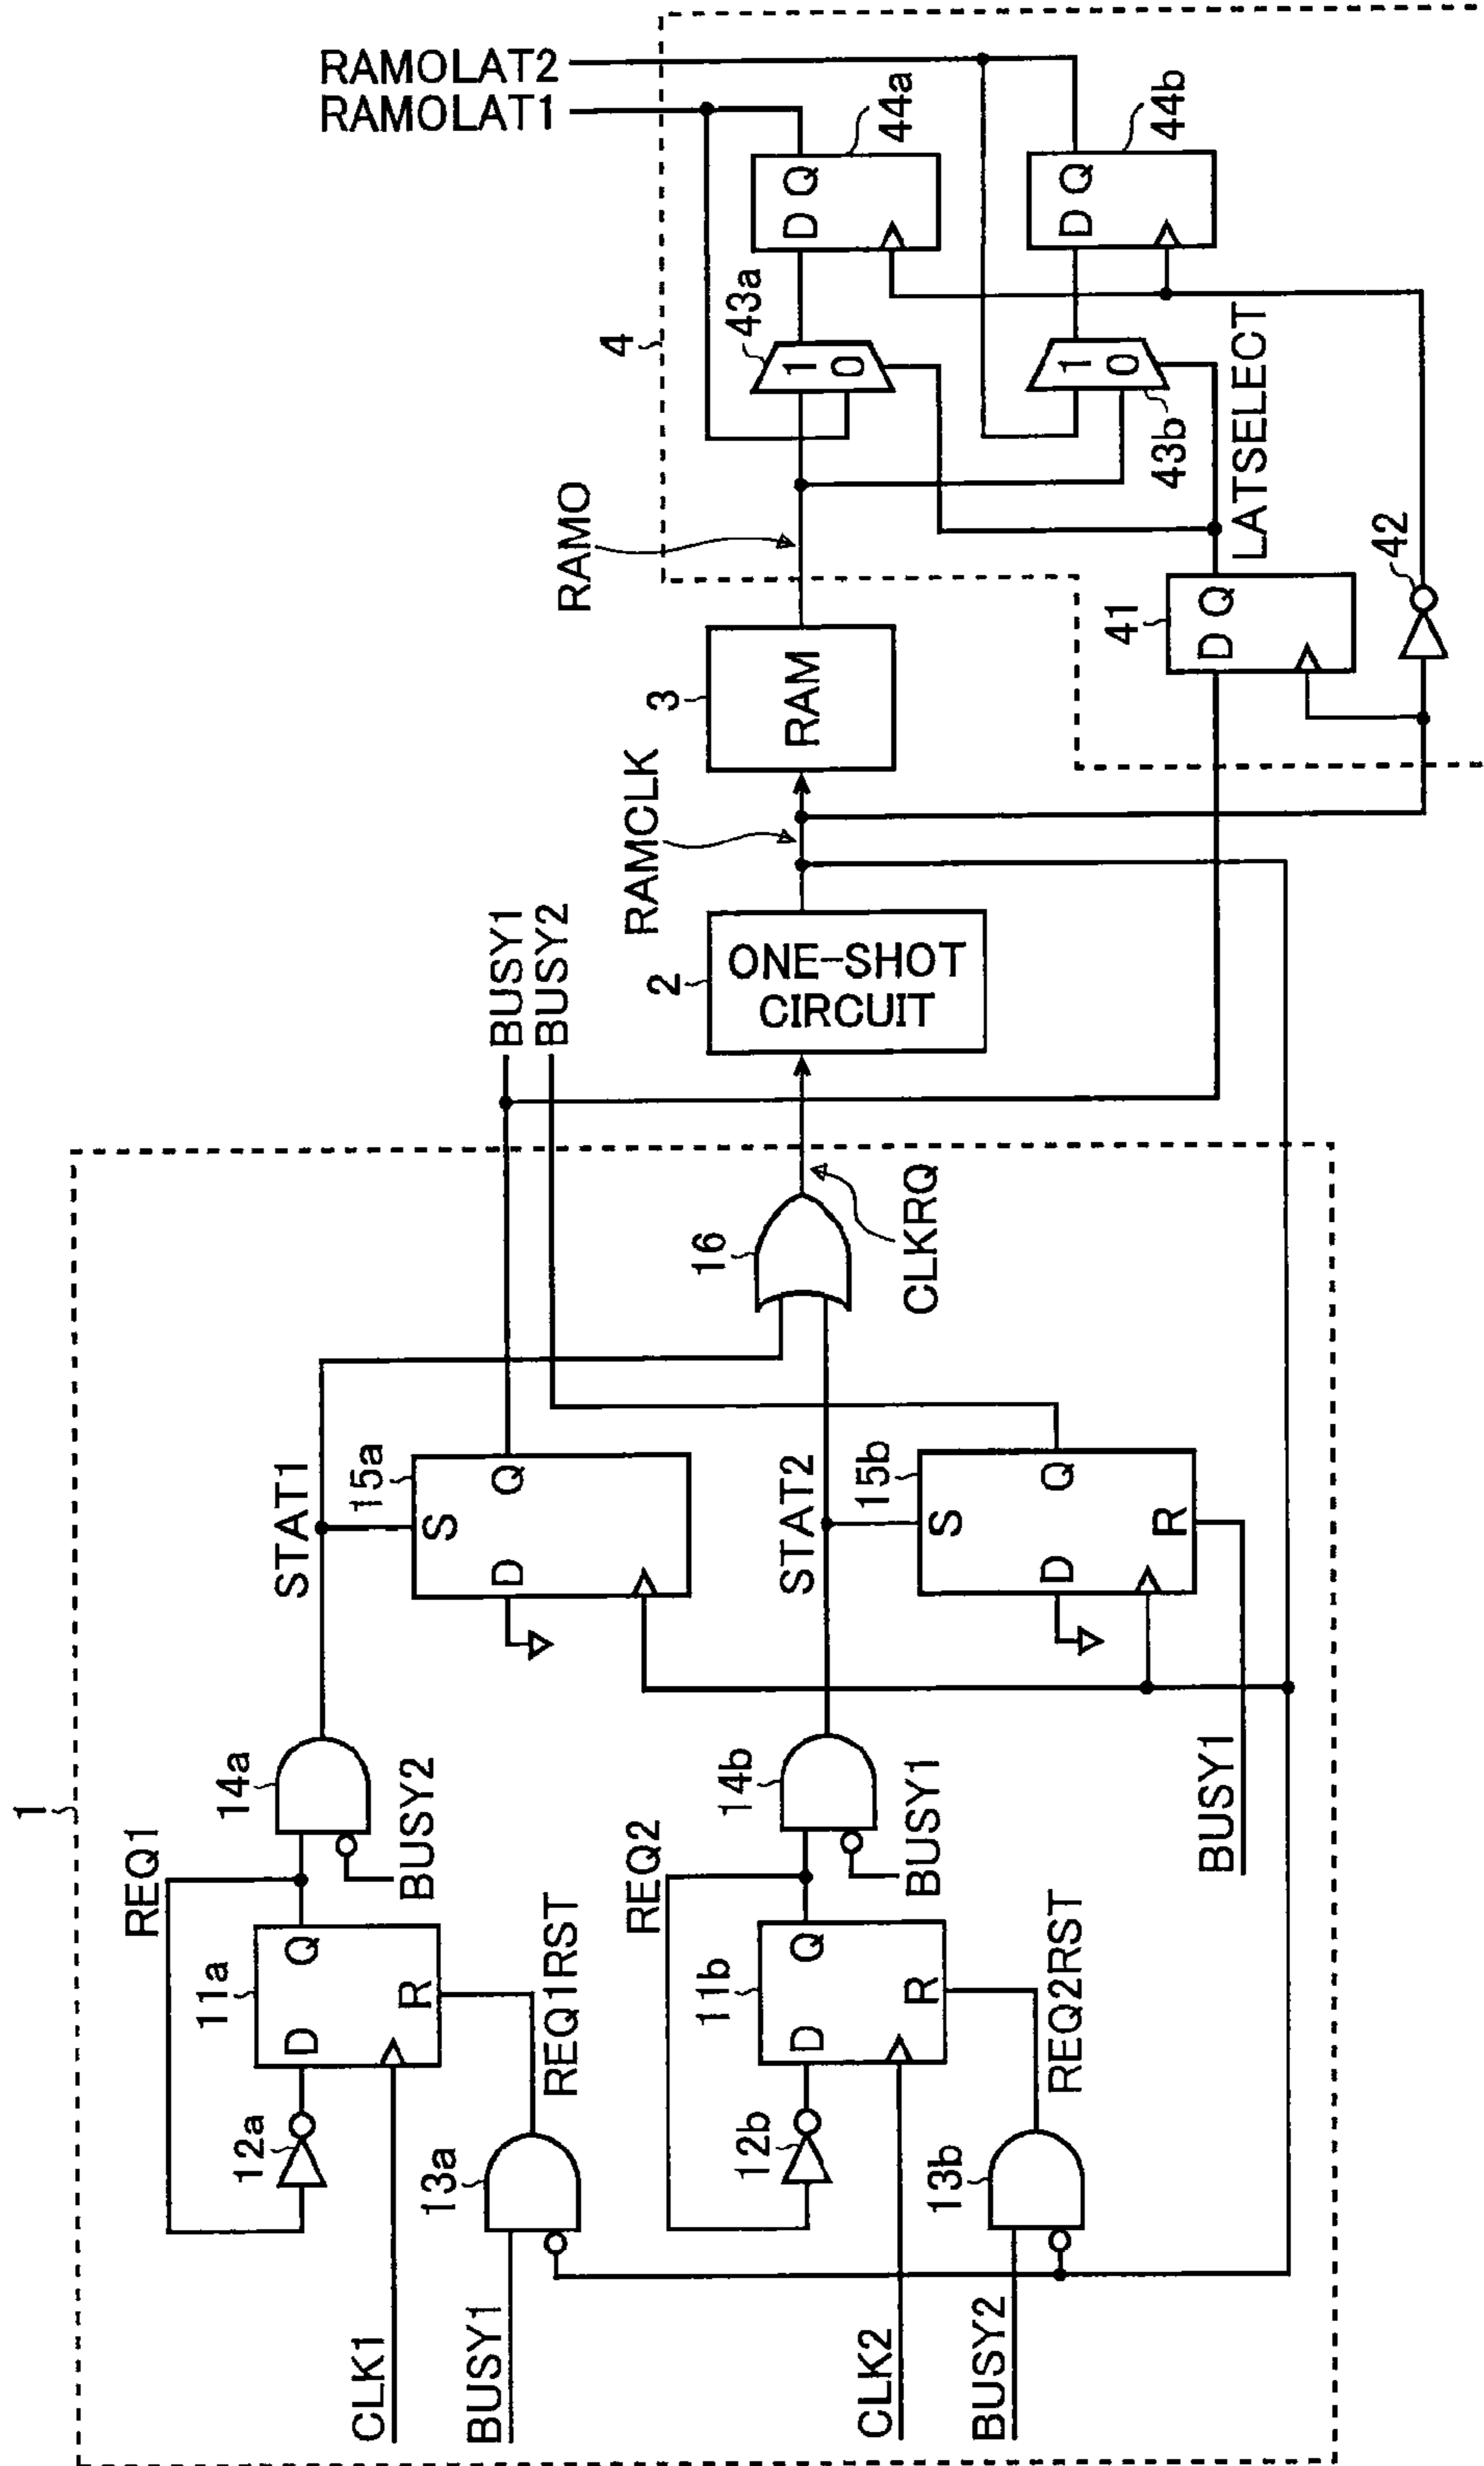 1
REQ1
12a
11a
D
Q
R
14a
BUSY2
CLK1
13a
BUSY1
REQ1RST
STAT1
15a
S
D
Q
REQ2
12b
11b
D
Q
R
14b
BUSY1
CLK2
13b
BUSY2
REQ2RST
STAT2
15b
S
D
Q
R
BUSY1
16
CLKRQ
BUSY1
BUSY2
2
ONE-SHOT
CIRCUIT
RAMCLK
3
RAM
RAMO
4
41
D Q
42
LATSELECT
43a
1
0
43b
1
0
44a
D Q
44b
D Q
RAMOLAT2
RAMOLAT1